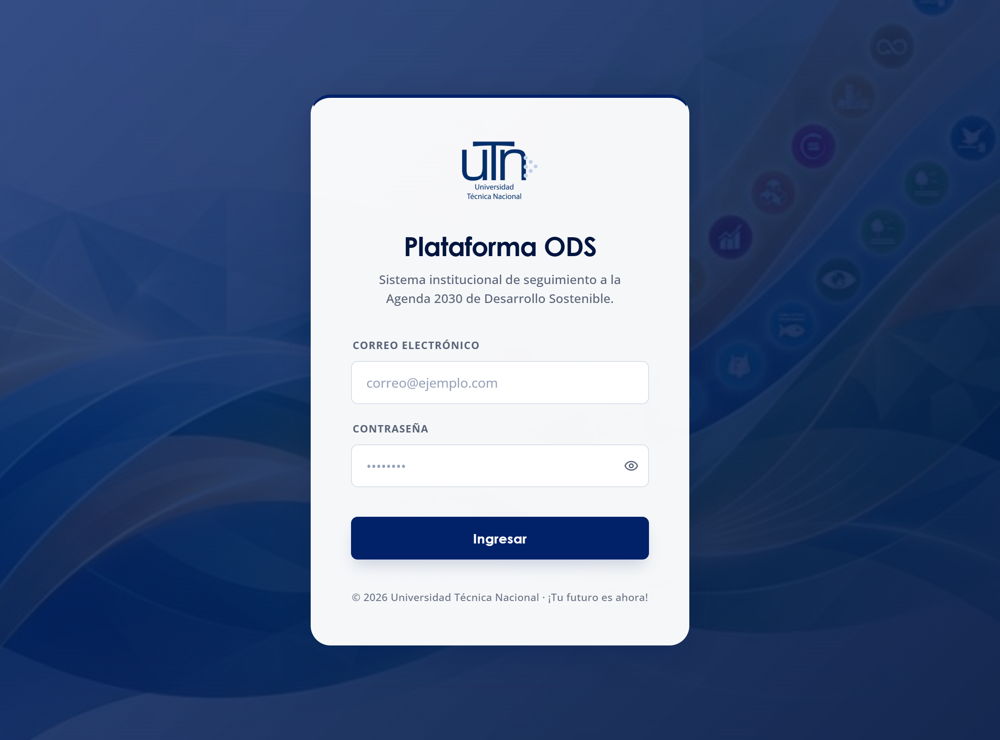 uTn
Universidad
Técnica Nacional
Plataforma ODS
Sistema institucional de seguimiento a la
Agenda 2030 de Desarrollo Sostenible.
CORREO ELECTRÓNICO
correo@ejemplo.com
CONTRASEÑA
••••••••
Ingresar
© 2026 Universidad Técnica Nacional · ¡Tu futuro es ahora!